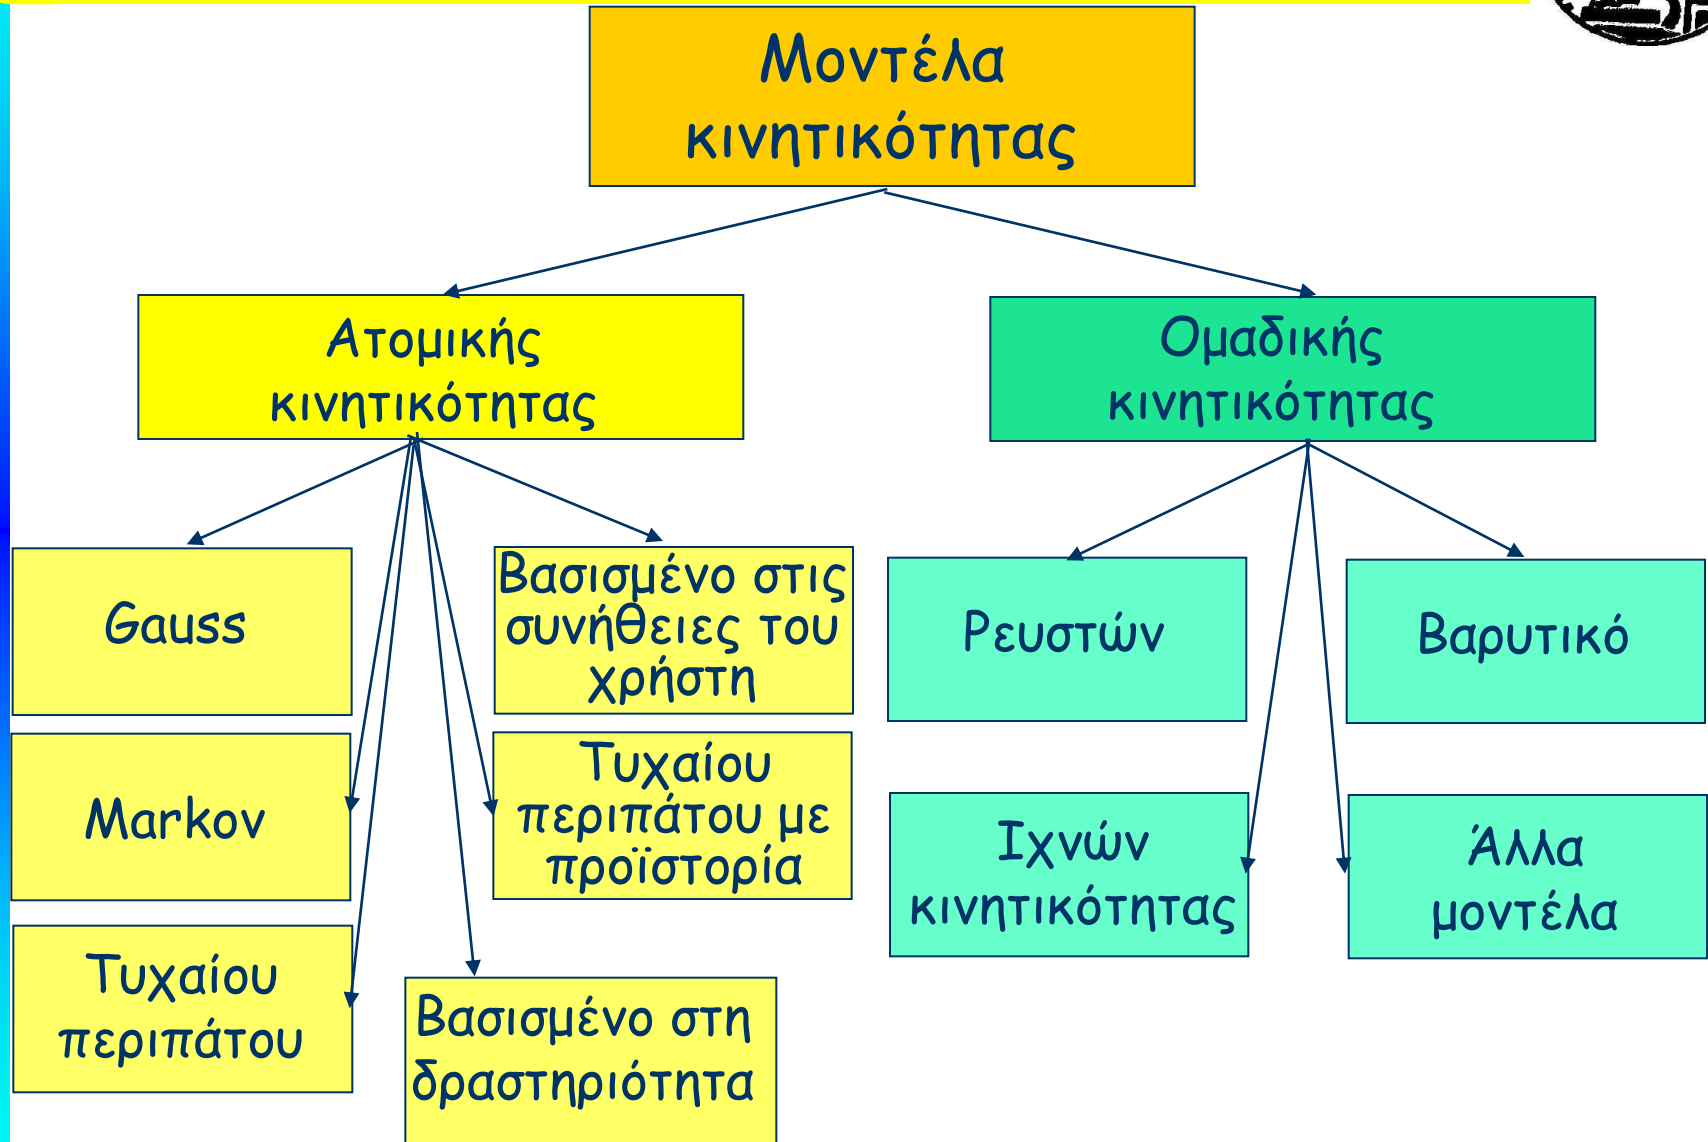 Μοντέλα
κινητικότητας
Ατομικής
κινητικότητας
Ομαδικής
κινητικότητας
Gauss
Βασισμένο στις
συνήθειες του
χρήστη
Ρευστών
Βαρυτικό
Markov
Τυχαίου
περιπάτου με
προϊστορία
Ιχνών
κινητικότητας
Άλλα
μοντέλα
Τυχαίου
περιπάτου
Βασισμένο στη
δραστηριότητα